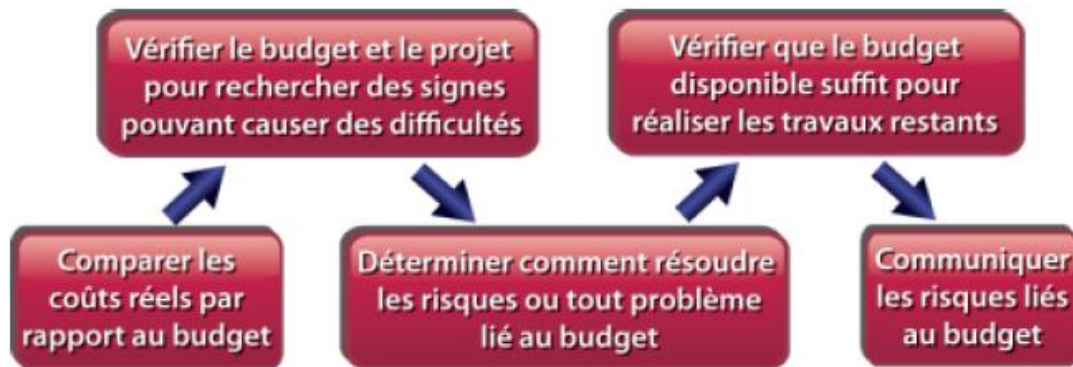 Vérifier le budget et le projet
pour rechercher des signes
pouvant causer des difficultés
Vérifier que le budget
disponible suffit pour
réaliser les travaux restants
Comparer les
coûts réels par
rapport au budget
Déterminer comment résoudre
les risques ou tout problème
lié au budget
Communiquer
les risques liés
au budget